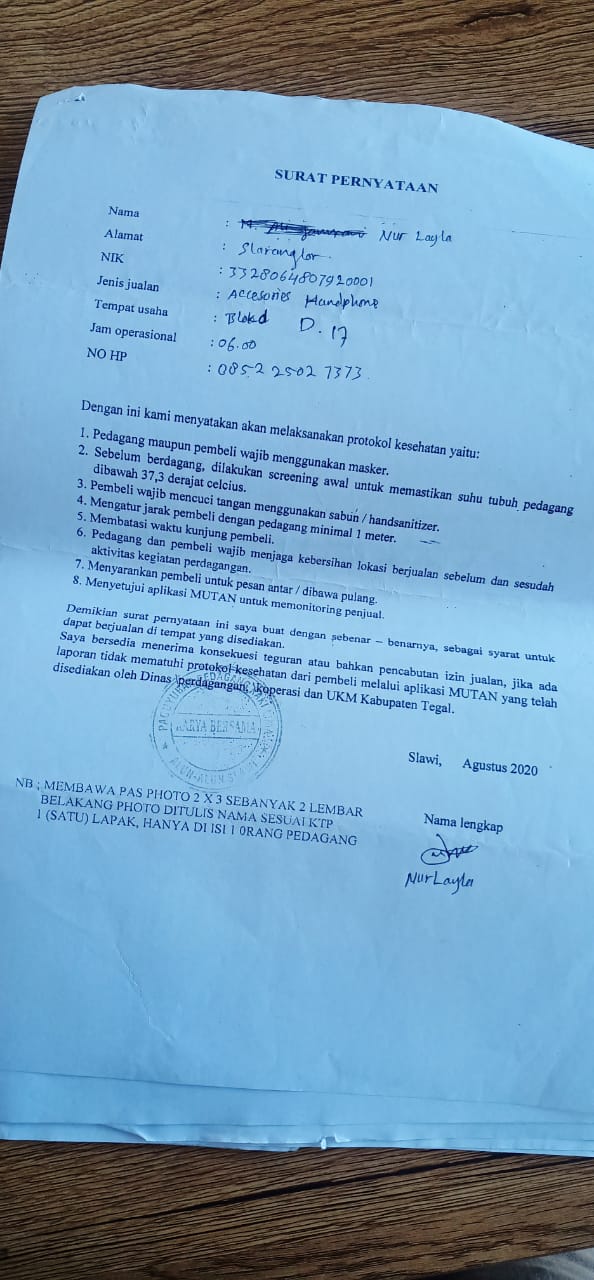 SURAT PERNYATAAN
Nama : Nur Layla
Alamat : Slaranglor.
NIK : 3328064807920001
Jenis jualan : Accesories Handphone
Tempat usaha : Blok d D. 17
Jam operasional : 06.00
NO HP : 0852 2502 7373.
Dengan ini kami menyatakan akan melaksanakan protokol kesehatan yaitu:
1. Pedagang maupun pembeli wajib menggunakan masker.
2. Sebelum berdagang, dilakukan screening awal untuk memastikan suhu tubuh pedagang
dibawah 37,3 derajat celcius.
3. Pembeli wajib mencuci tangan menggunakan sabun / handsanitizer.
4. Mengatur jarak pembeli dengan pedagang minimal 1 meter.
5. Membatasi waktu kunjung pembeli.
6. Pedagang dan pembeli wajib menjaga kebersihan lokasi berjualan sebelum dan sesudah
aktivitas kegiatan perdagangan.
7. Menyarankan pembeli untuk pesan antar / dibawa pulang.
8. Menyetujui aplikasi MUTAN untuk memonitoring penjual.
Demikian surat pernyataan ini saya buat dengan sebenar – benarnya, sebagai syarat untuk
dapat berjualan di tempat yang disediakan.
Saya bersedia menerima konsekuesi teguran atau bahkan pencabutan izin jualan, jika ada
laporan tidak mematuhi protokol kesehatan dari pembeli melalui aplikasi MUTAN yang telah
disediakan oleh Dinas perdagangan, koperasi dan UKM Kabupaten Tegal.
KARYA BERSAMA
ALUN-ALUN
Slawi, Agustus 2020
NB : MEMBAWA PAS PHOTO 2 X 3 SEBANYAK 2 LEMBAR
BELAKANG PHOTO DITULIS NAMA SESUAI KTP
1 (SATU) LAPAK, HANYA DI ISI 1 0RANG PEDAGANG
Nama lengkap
Nur Layla